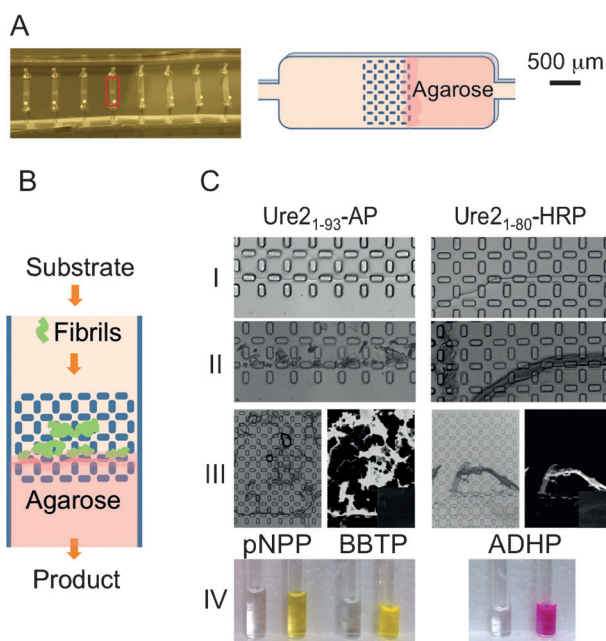 A
Agarose
500 μm
B
Substrate
Fibrils
Agarose
Product
C
Ure2₁₋₉₃-AP Ure2₁₋₈₀-HRP
I
II
III
pNPP BBTP ADHP
IV